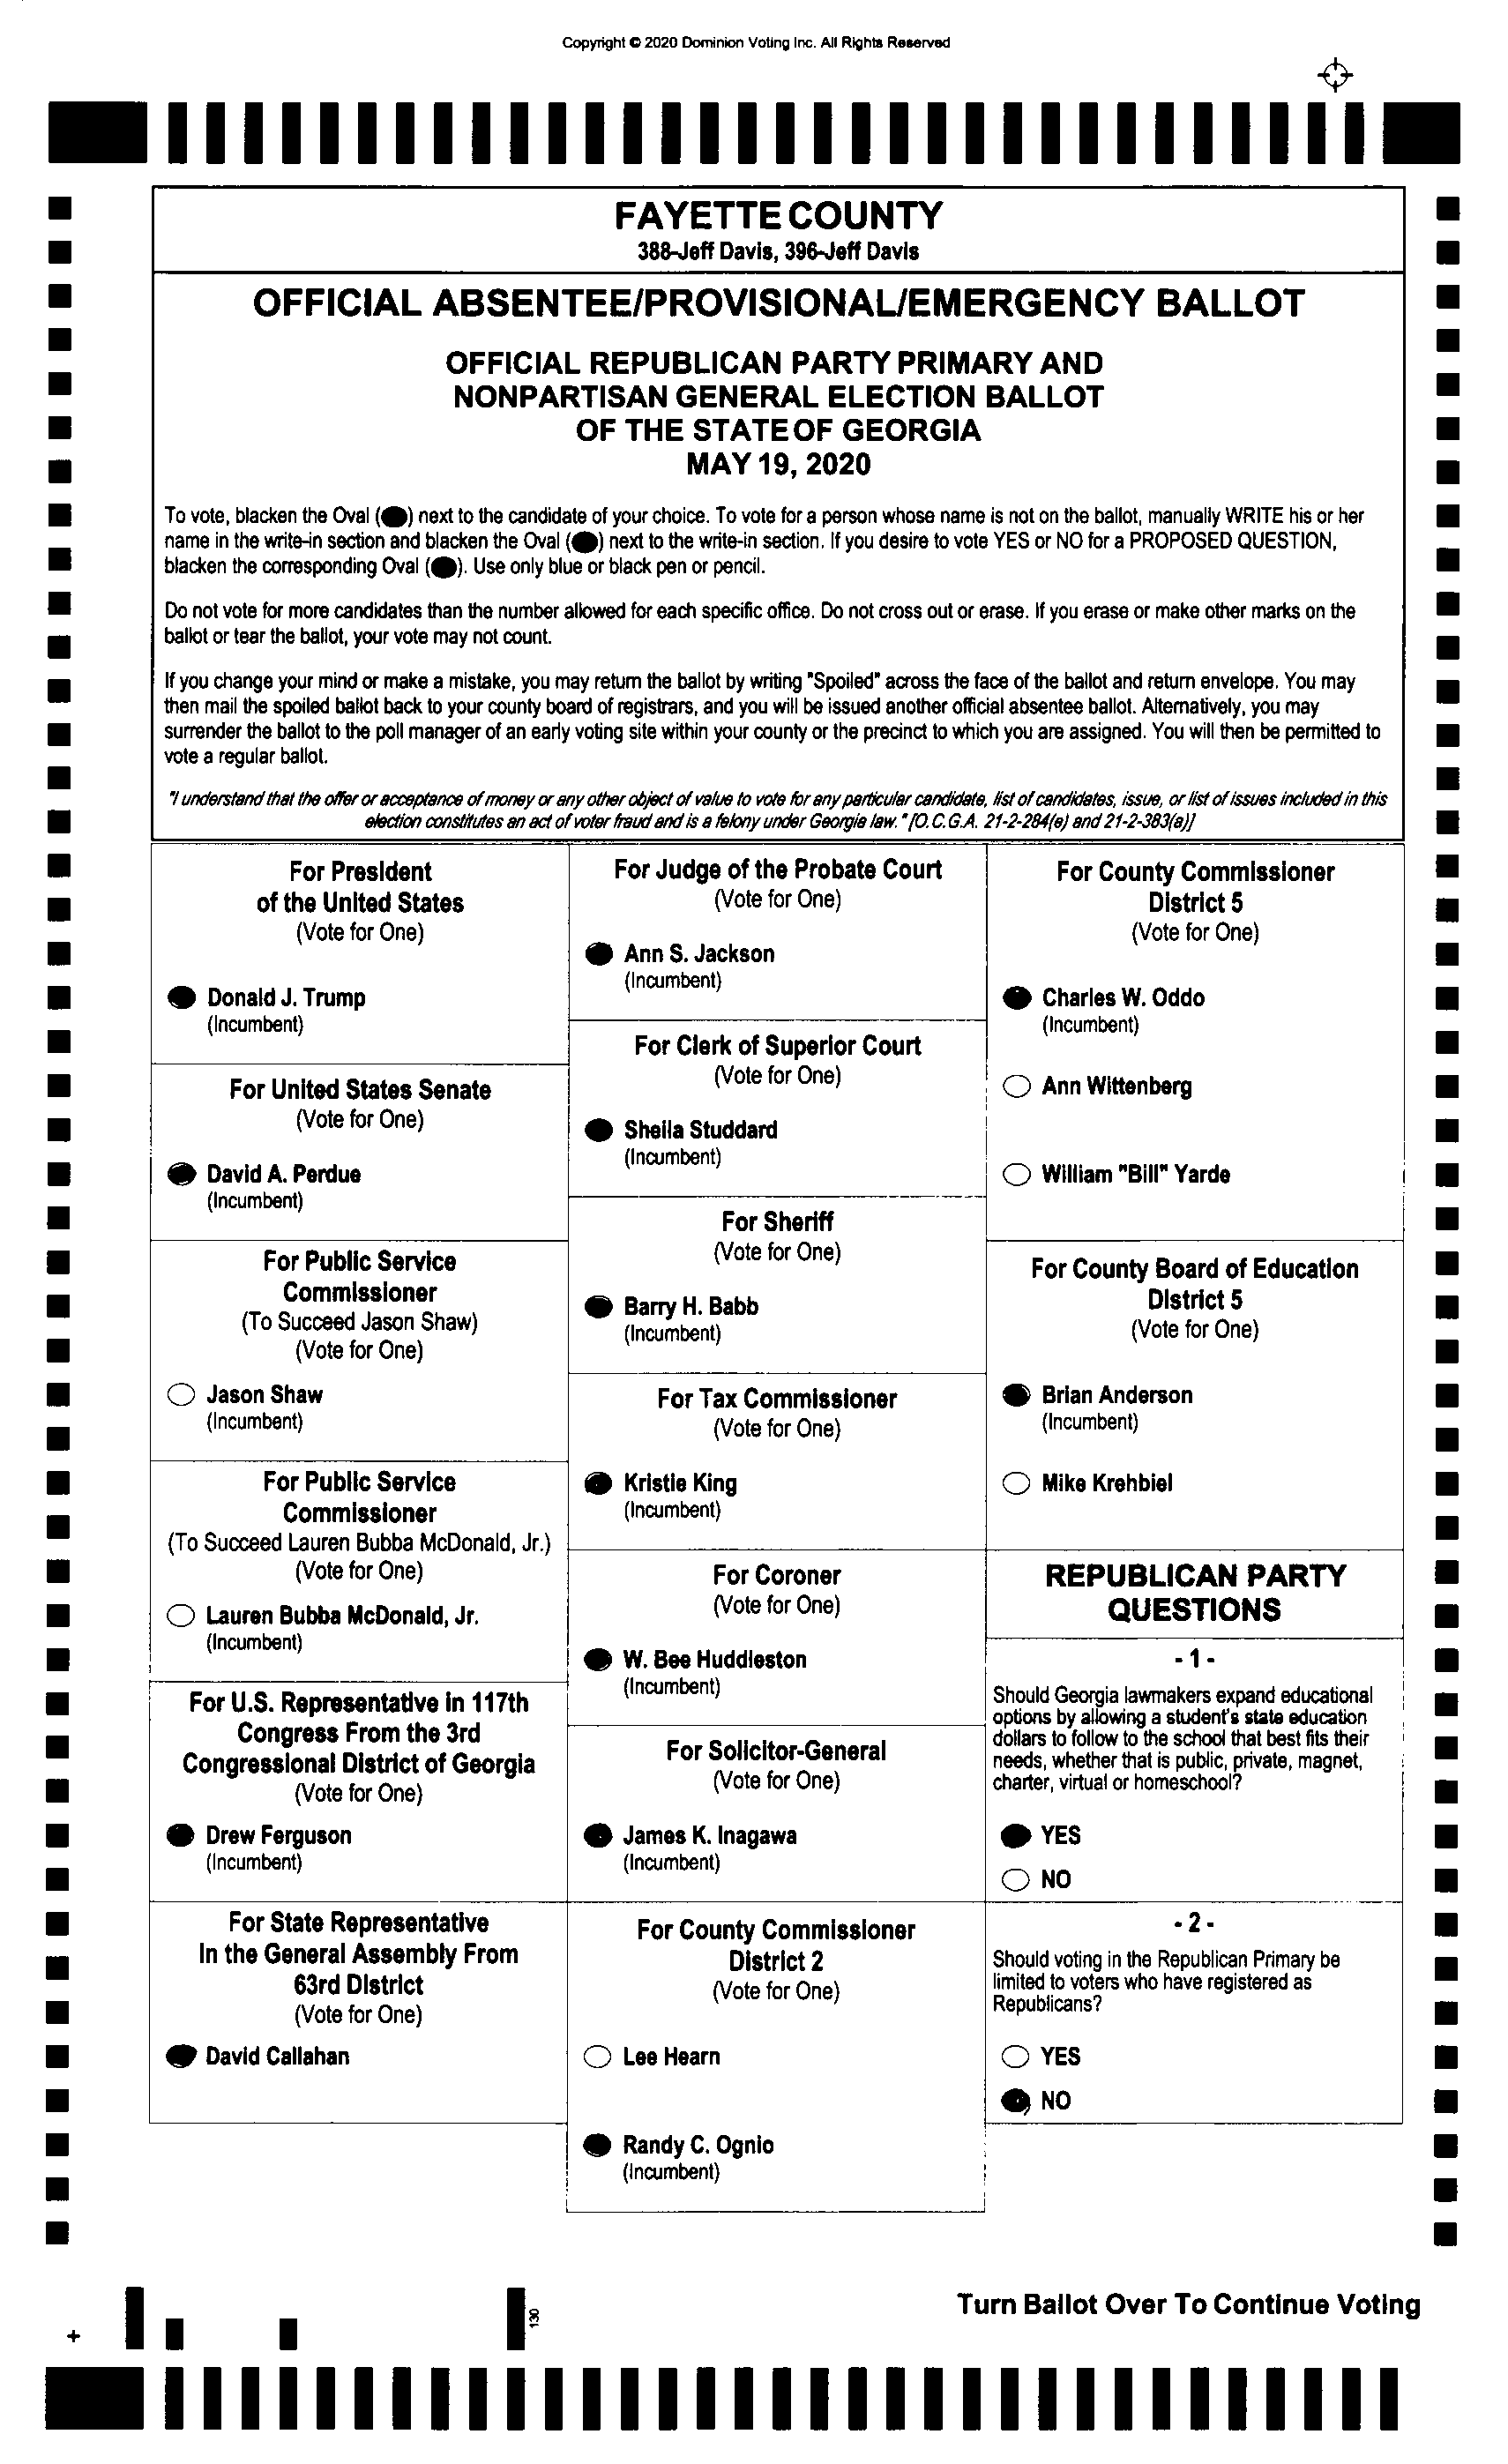 Copyright © 2020 Dominion Voting Inc. All Rights Reserved
FAYETTE COUNTY
388-Jeff Davis, 396-Jeff Davis
OFFICIAL ABSENTEE/PROVISIONAL/EMERGENCY BALLOT
OFFICIAL REPUBLICAN PARTY PRIMARY AND
NONPARTISAN GENERAL ELECTION BALLOT
OF THE STATE OF GEORGIA
MAY 19, 2020
To vote, blacken the Oval (●) next to the candidate of your choice. To vote for a person whose name is not on the ballot, manually WRITE his or her
name in the write-in section and blacken the Oval (●) next to the write-in section. If you desire to vote YES or NO for a PROPOSED QUESTION,
blacken the corresponding Oval (●). Use only blue or black pen or pencil.
Do not vote for more candidates than the number allowed for each specific office. Do not cross out or erase. If you erase or make other marks on the
ballot or tear the ballot, your vote may not count.
If you change your mind or make a mistake, you may return the ballot by writing "Spoiled" across the face of the ballot and return envelope. You may
then mail the spoiled ballot back to your county board of registrars, and you will be issued another official absentee ballot. Alternatively, you may
surrender the ballot to the poll manager of an early voting site within your county or the precinct to which you are assigned. You will then be permitted to
vote a regular ballot.
"I understand that the offer or acceptance of money or any other object of value to vote for any particular candidate, list of candidates, issue, or list of issues included in this
election constitutes an act of voter fraud and is a felony under Georgia law." [O.C.G.A. 21-2-284(e) and 21-2-383(a)]
For President
of the United States
(Vote for One)
Donald J. Trump
(Incumbent)
For United States Senate
(Vote for One)
David A. Perdue
(Incumbent)
For Public Service
Commissioner
(To Succeed Jason Shaw)
(Vote for One)
Jason Shaw
(Incumbent)
For Public Service
Commissioner
(To Succeed Lauren Bubba McDonald, Jr.)
(Vote for One)
Lauren Bubba McDonald, Jr.
(Incumbent)
For U.S. Representative in 117th
Congress From the 3rd
Congressional District of Georgia
(Vote for One)
Drew Ferguson
(Incumbent)
For State Representative
In the General Assembly From
63rd District
(Vote for One)
David Callahan
For Judge of the Probate Court
(Vote for One)
Ann S. Jackson
(Incumbent)
For Clerk of Superior Court
(Vote for One)
Sheila Studdard
(Incumbent)
For Sheriff
(Vote for One)
Barry H. Babb
(Incumbent)
For Tax Commissioner
(Vote for One)
Kristie King
(Incumbent)
For Coroner
(Vote for One)
W. Bee Huddleston
(Incumbent)
For Solicitor-General
(Vote for One)
James K. Inagawa
(Incumbent)
For County Commissioner
District 2
(Vote for One)
Lee Hearn
Randy C. Ognio
(Incumbent)
For County Commissioner
District 5
(Vote for One)
Charles W. Oddo
(Incumbent)
Ann Wittenberg
William "Bill" Yarde
For County Board of Education
District 5
(Vote for One)
Brian Anderson
(Incumbent)
Mike Krehbiel
REPUBLICAN PARTY
QUESTIONS
- 1 -
Should Georgia lawmakers expand educational
options by allowing a student's state education
dollars to follow to the school that best fits their
needs, whether that is public, private, magnet,
charter, virtual or homeschool?
YES
NO
- 2 -
Should voting in the Republican Primary be
limited to voters who have registered as
Republicans?
YES
NO
Turn Ballot Over To Continue Voting
130